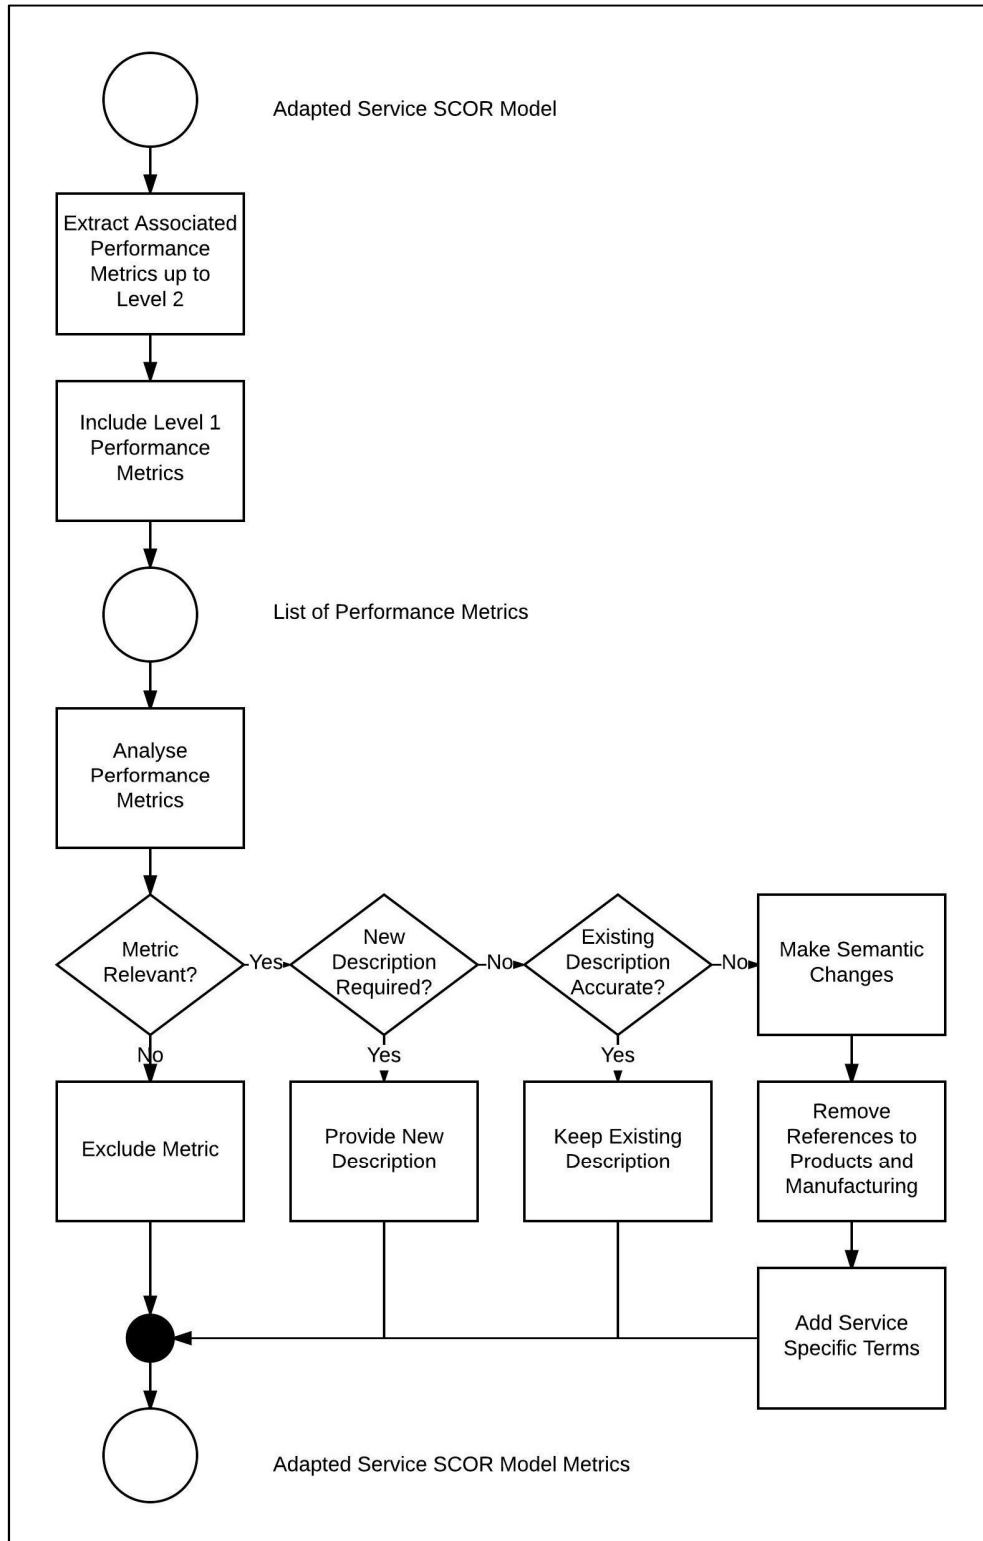 Adapted Service SCOR Model
Extract Associated
Performance
Metrics up to
Level 2
Include Level 1
Performance
Metrics
List of Performance Metrics
Analyse
Performance
Metrics
Metric
Relevant?
Yes
New
Description
Required?
No
Existing
Description
Accurate?
No
Make Semantic
Changes
No
Yes
Yes
Exclude Metric
Provide New
Description
Keep Existing
Description
Remove
References to
Products and
Manufacturing
Add Service
Specific Terms
Adapted Service SCOR Model Metrics